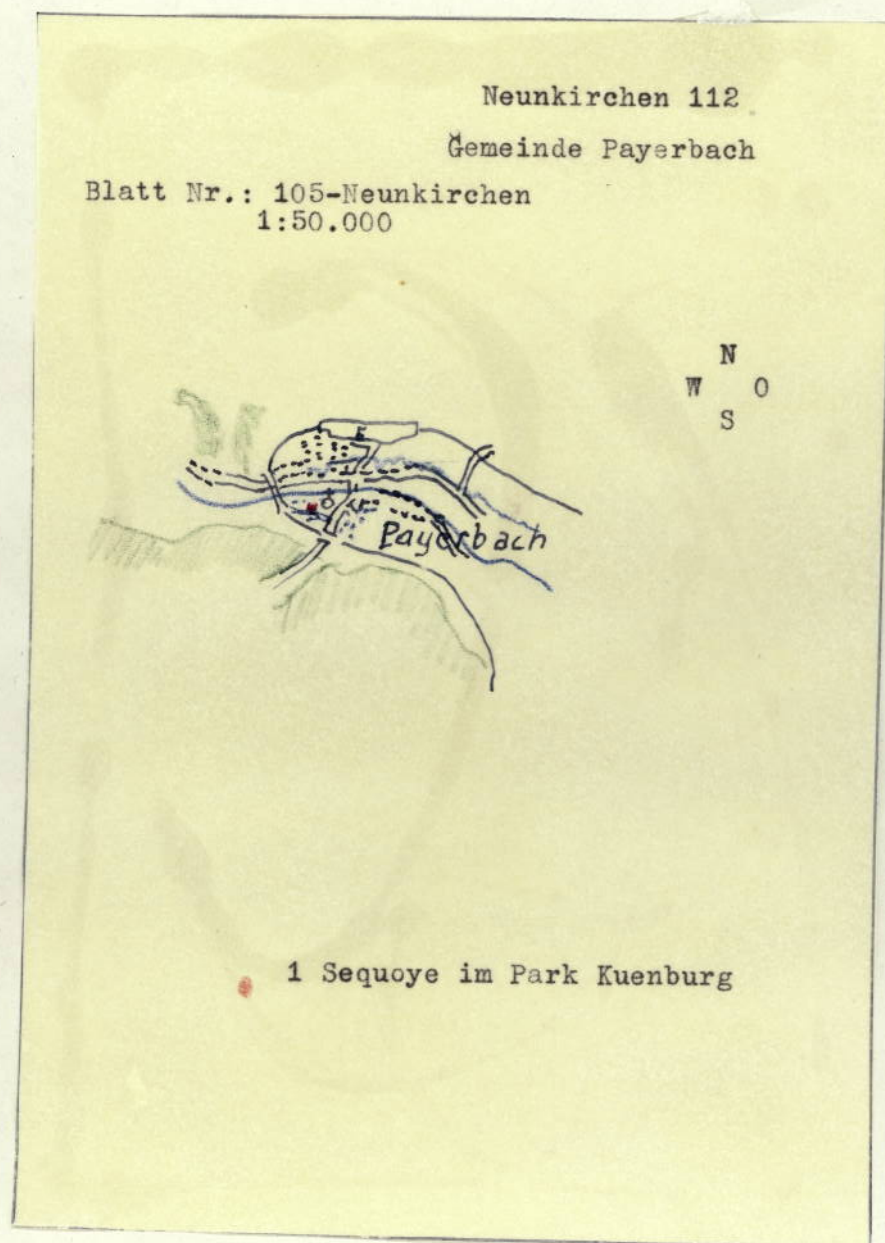 Neunkirchen 112
Gemeinde Payerbach
Blatt Nr.: 105-Neunkirchen
1:50.000
N
W O
S
Payerbach
1 Sequoye im Park Kuenburg